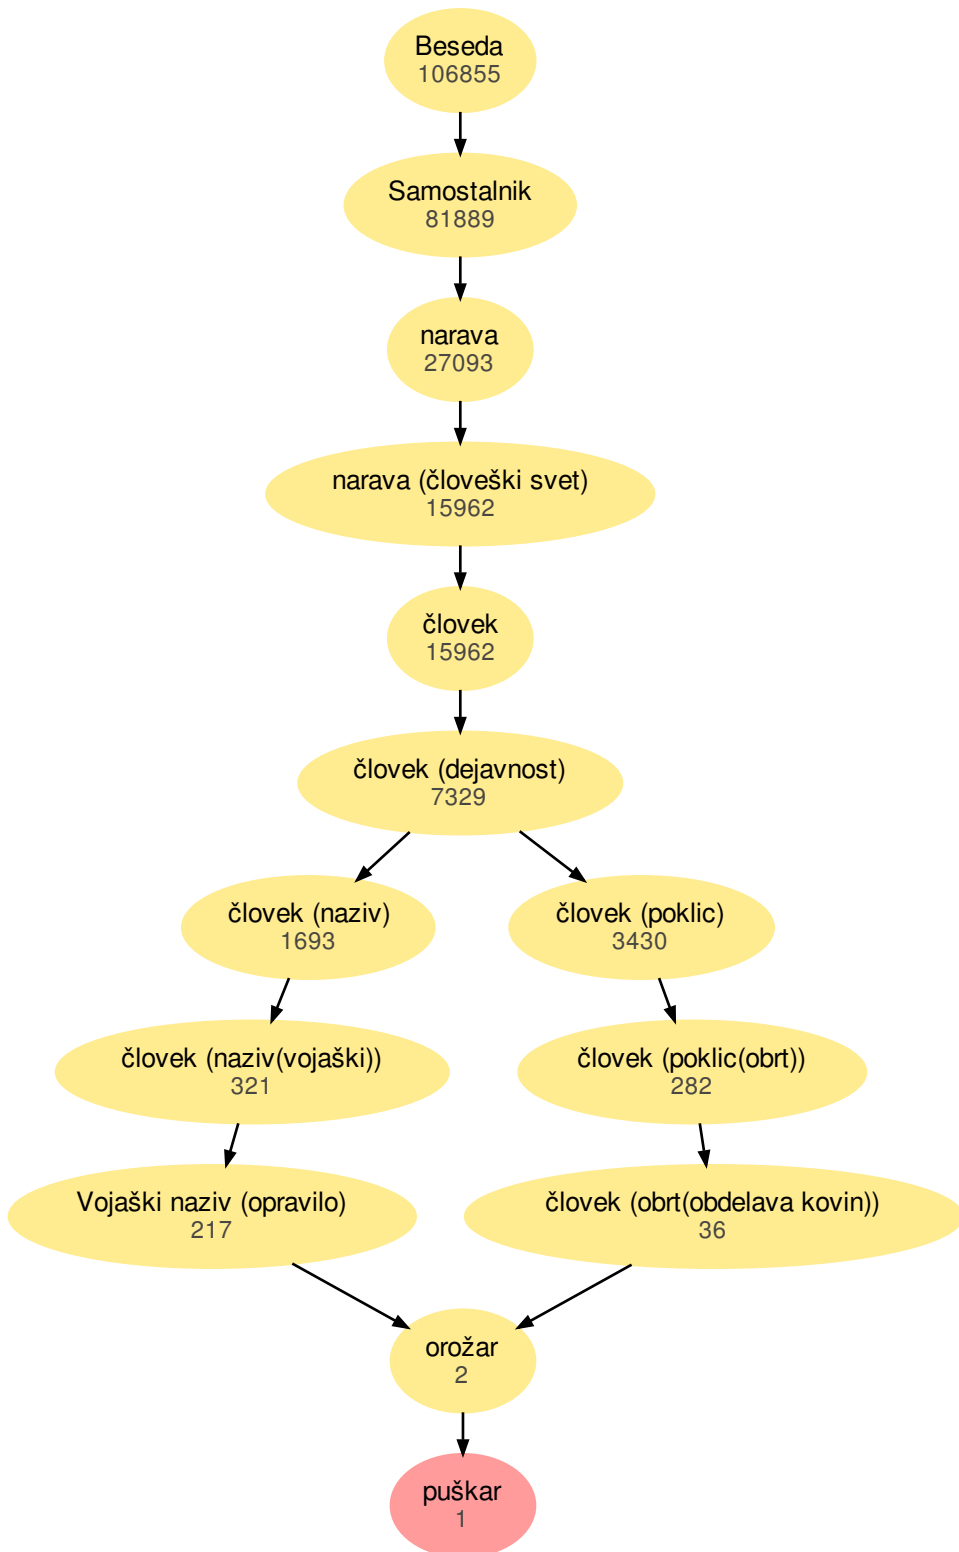 Beseda
106855
Samostalnik
81889
narava
27093
narava (človeški svet)
15962
človek
15962
človek (dejavnost)
7329
človek (naziv)
1693
človek (poklic)
3430
človek (naziv(vojaški))
321
človek (poklic(obrt))
282
Vojaški naziv (opravilo)
217
človek (obrt(obdelava kovin))
36
orožar
2
puškar
1